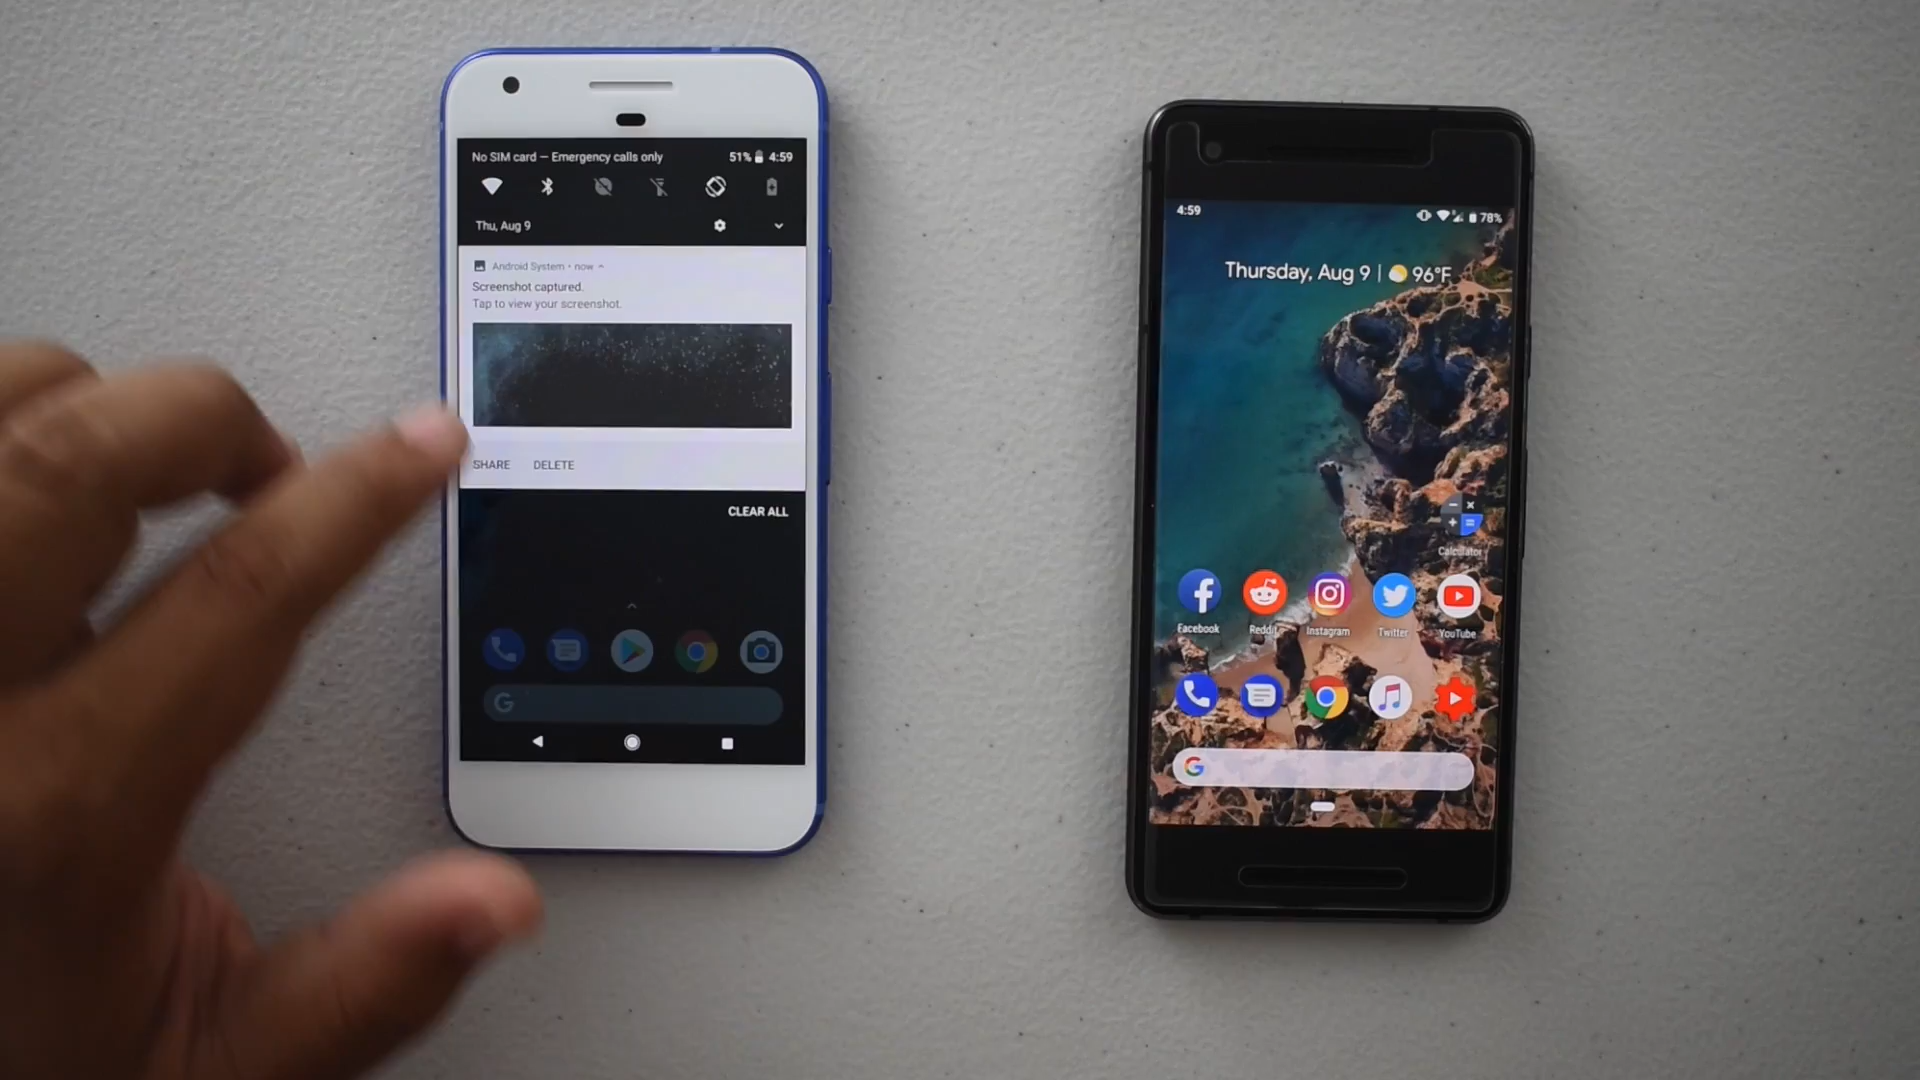 No SIM card — Emergency calls only 51% 4:59
Thu, Aug 9
Android System • now
Screenshot captured.
Tap to view your screenshot.
SHARE DELETE
CLEAR ALL
4:59 78%
Thursday, Aug 9 | 96°F
Calculator
Facebook Reddit Instagram Twitter YouTube